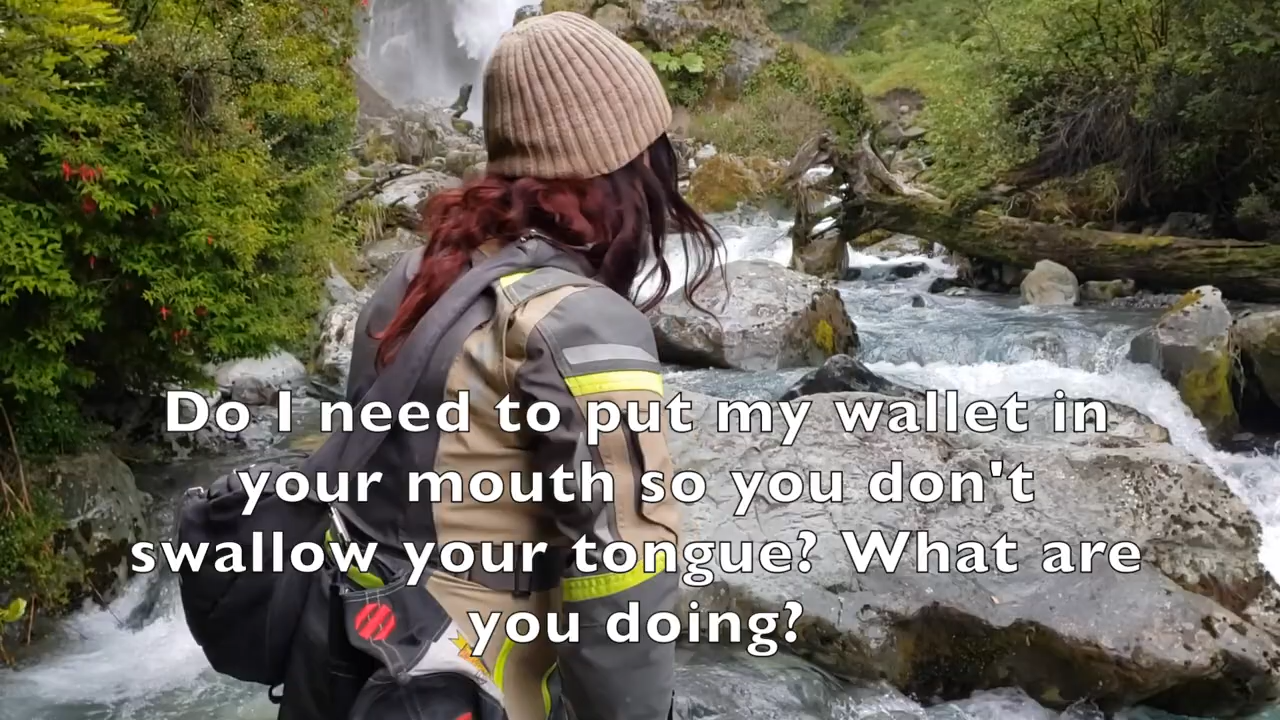 Do I need to put my wallet in
your mouth so you don't
swallow your tongue? What are
you doing?